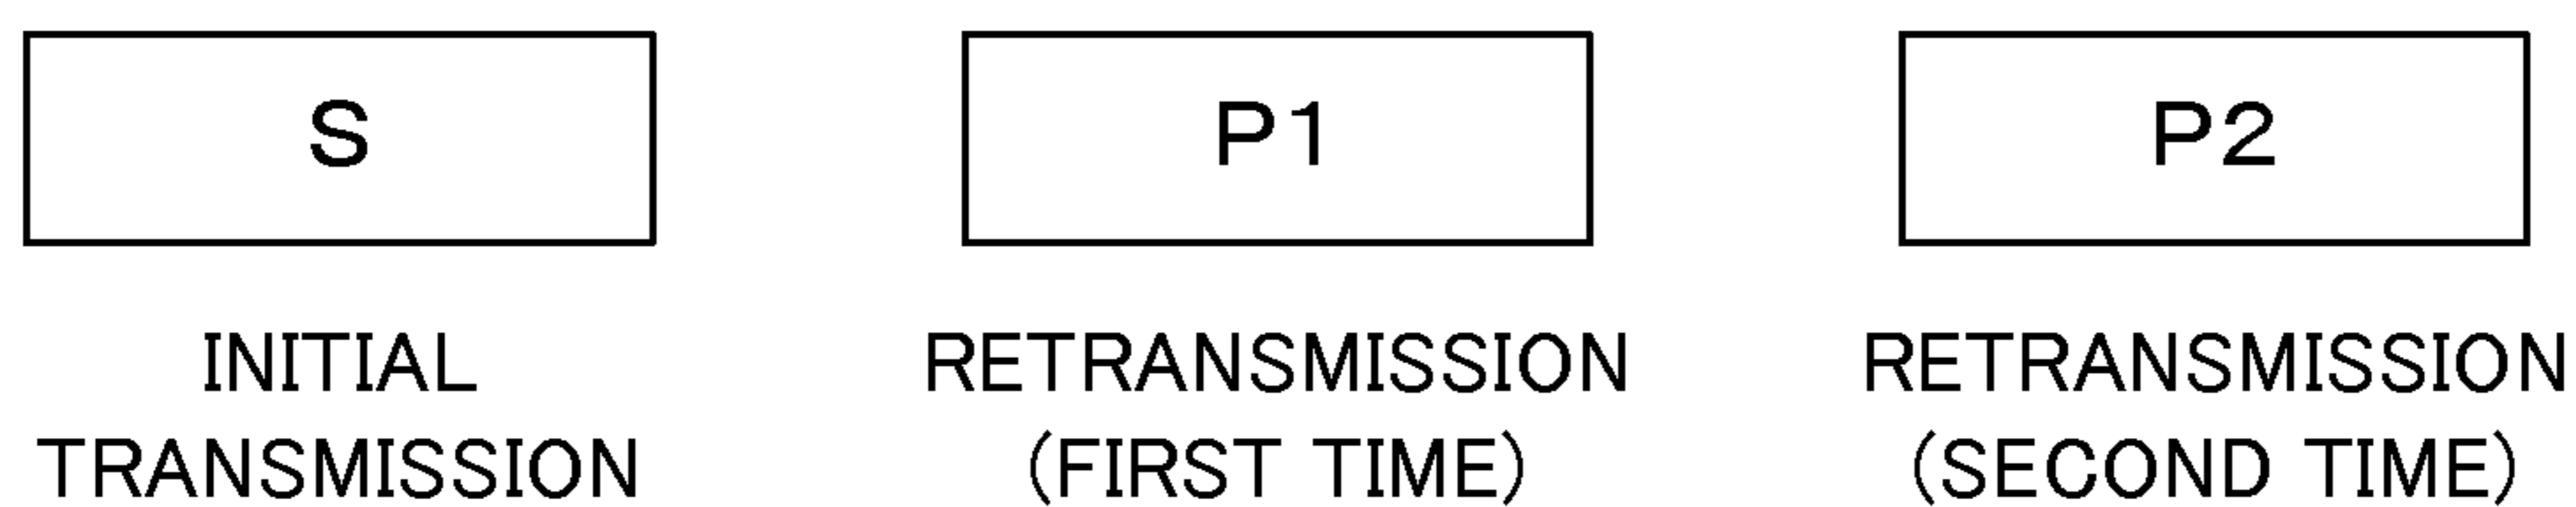 S P1 P2
INITIAL TRANSMISSION
RETRANSMISSION (FIRST TIME)
RETRANSMISSION (SECOND TIME)